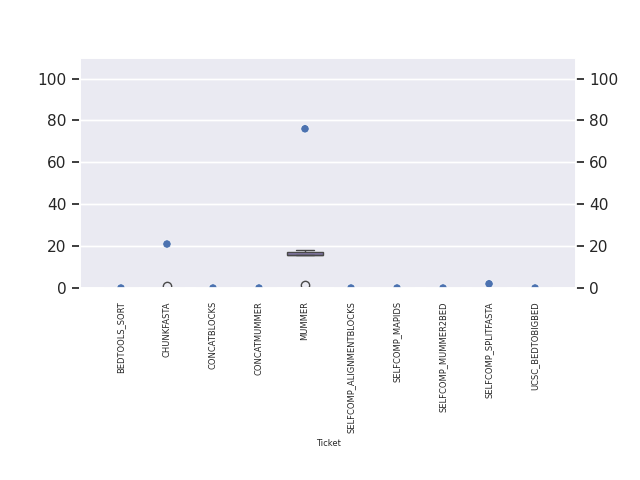 100 100
80 80
60 60
40 40
20 20
0 0
BEDTOOLS_SORT
CHUNKFASTA
CONCATBLOCKS
CONCATMUMMER
MUMMER
SELFCOMP_ALIGNMENTBLOCKS
SELFCOMP_MAPIDS
SELFCOMP_MUMMER2BED
SELFCOMP_SPLITFASTA
UCSC_BEDTOBIGBED
Ticket